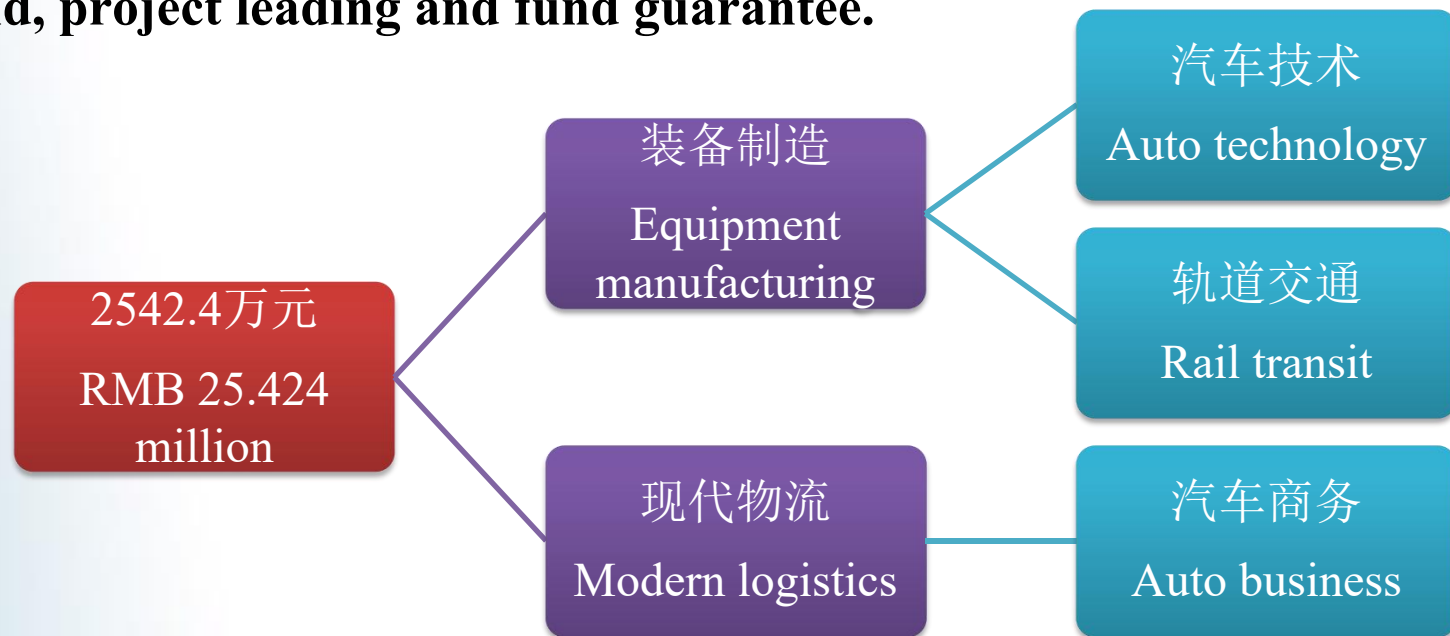 project leading and fund guarantee.
2542.4万元
RMB 25.424
million
装备制造
Equipment
manufacturing
现代物流
Modern logistics
汽车技术
Auto technology
轨道交通
Rail transit
汽车商务
Auto business